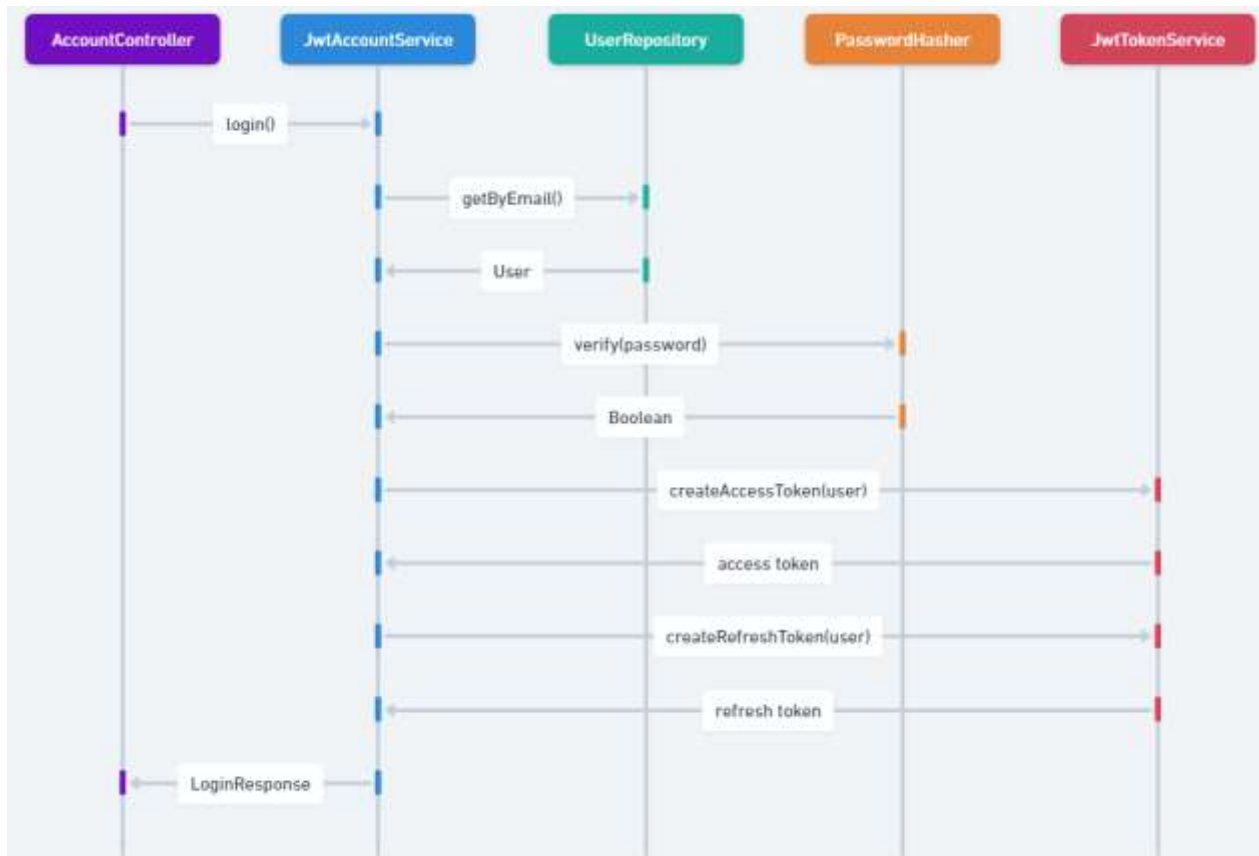 AccountController
JwtAccountService
UserRepository
PasswordHasher
JwtTokenService
login()
getByEmail()
User
verify(password)
Boolean
createAccessToken(user)
access token
createRefreshToken(user)
refresh token
LoginResponse